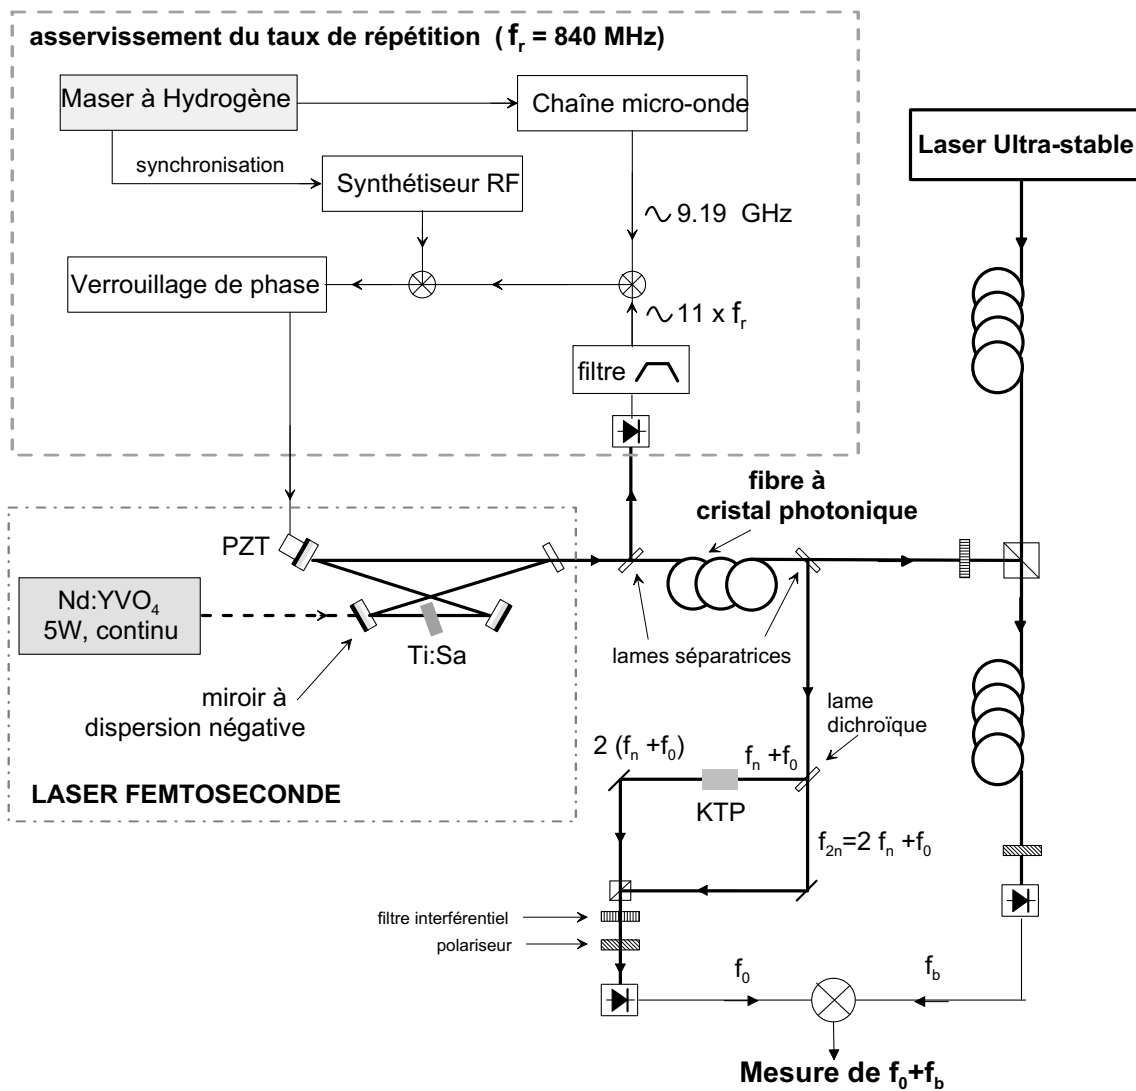 asservissement du taux de répétition ( fr = 840 MHz)
Maser à Hydrogène
Chaîne micro-onde
Laser Ultra-stable
synchronisation
Synthétiseur RF
∼ 9.19 GHz
Verrouillage de phase
∼ 11 x fr
filtre
fibre à
cristal photonique
PZT
Nd:YVO4
5W, continu
Ti:Sa
lames séparatrices
miroir à
dispersion négative
lame
dichroïque
2 (fn +f0)
fn +f0
KTP
LASER FEMTOSECONDE
f2n=2 fn +f0
filtre interférentiel
polariseur
f0
fb
Mesure de f0+fb